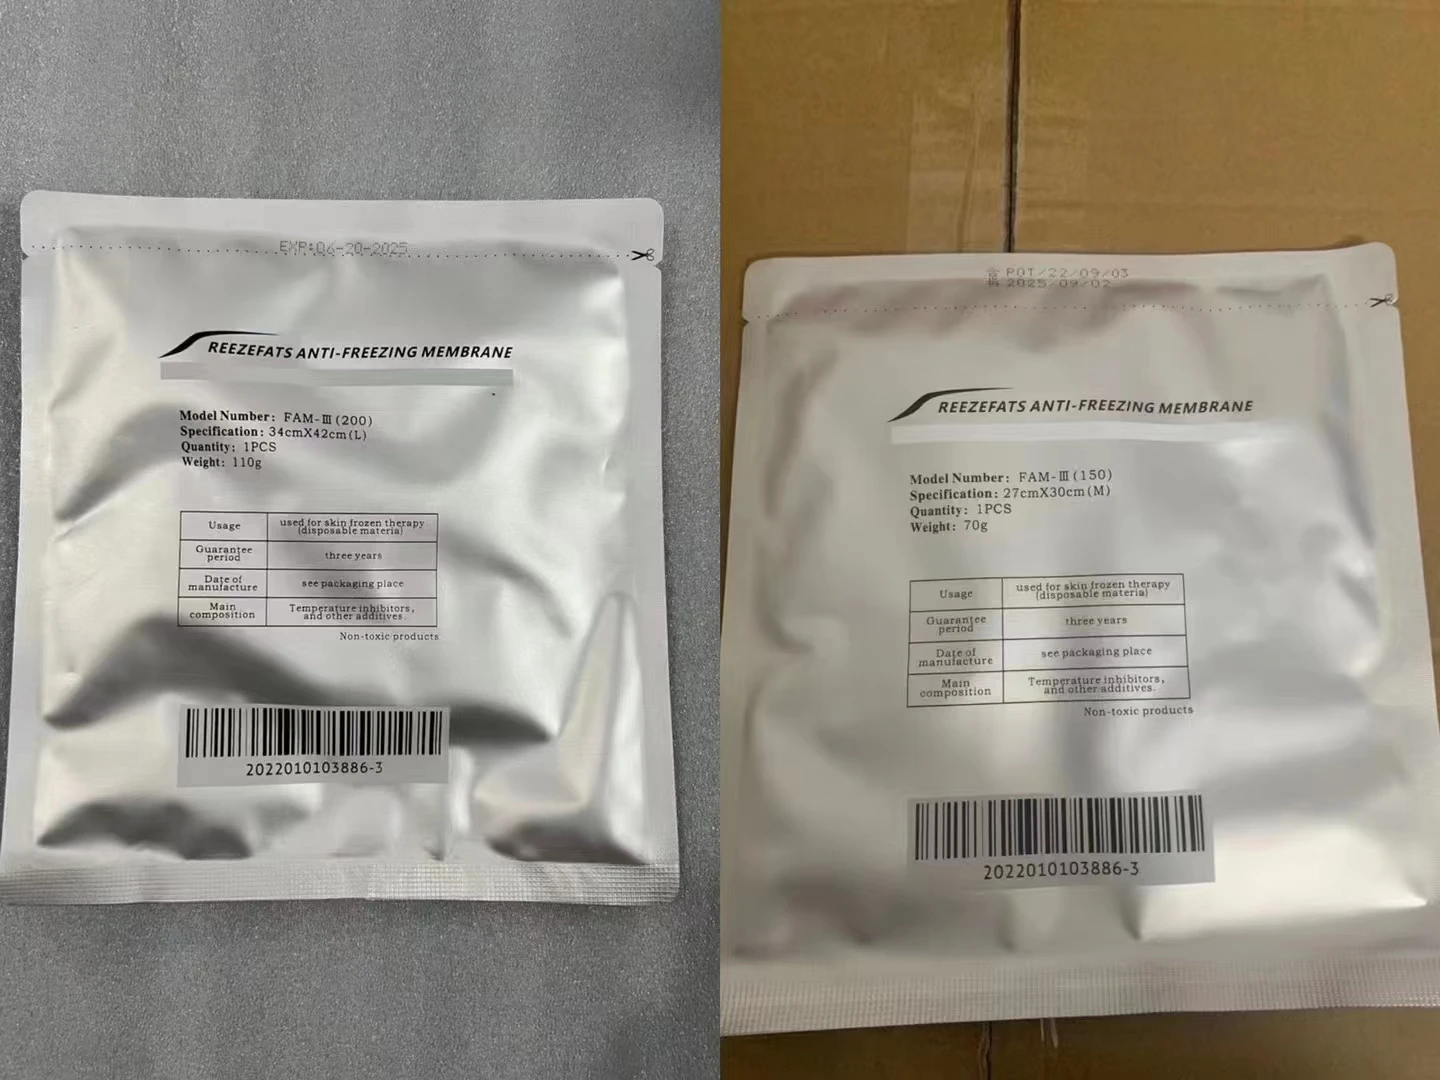 EXP:06-20-2025
REEZEFATS ANTI-FREEZING MEMBRANE
Model Number: FAM-Ⅲ(200)
Specification: 34cmX42cm(L)
Quantity: 1PCS
Weight: 110g
Usage
used for skin frozen therapy
(disposable materia)
Guarantee
period
three years
Date of
manufacture
see packaging place
Main
composition
Temperature inhibitors,
and other additives.
Non-toxic products
2022010103886-3
POT/22/09/03
2025/09/02
REEZEFATS ANTI-FREEZING MEMBRANE
Model Number: FAM-Ⅲ(150)
Specification: 27cmX30cm(M)
Quantity: 1PCS
Weight: 70g
Usage
used for skin frozen therapy
(disposable materia)
Guarantee
period
three years
Date of
manufacture
see packaging place
Main
composition
Temperature inhibitors,
and other additives.
Non-toxic products
2022010103886-3